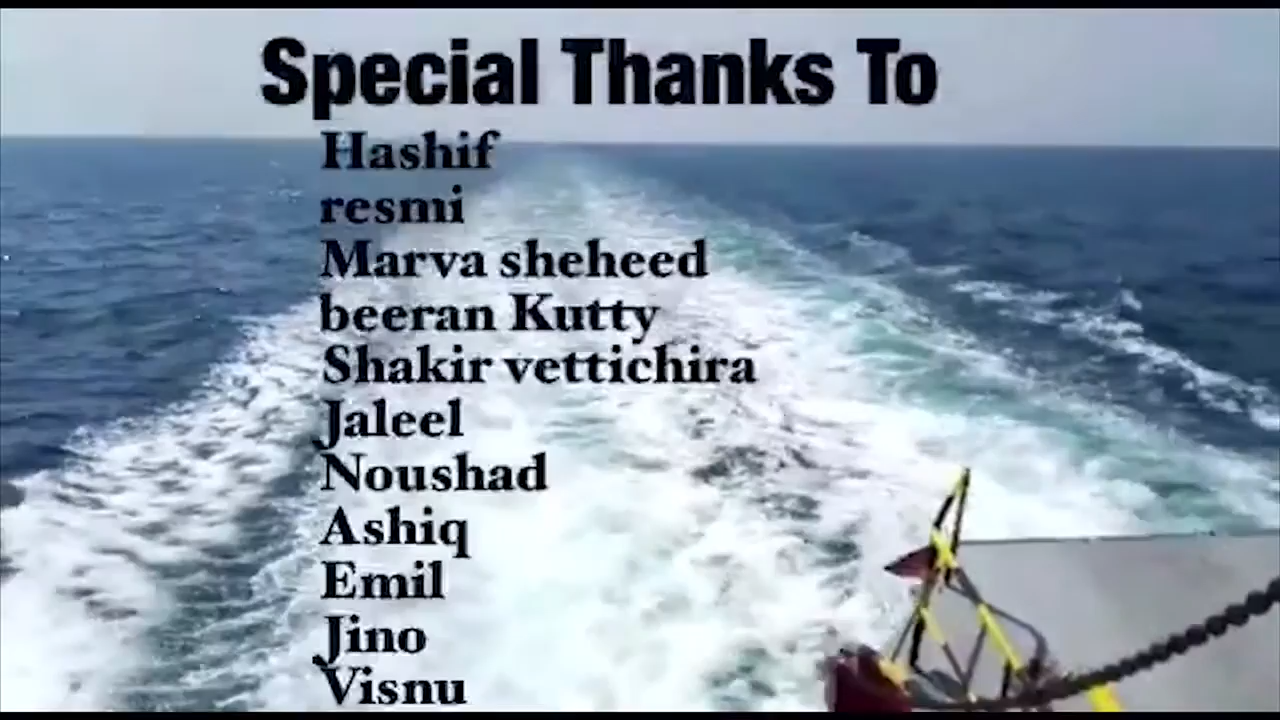 Special Thanks To
Hashif
resmi
Marva sheheed
beeran Kutty
Shakir vettichira
Jaleel
Noushad
Ashiq
Emil
Jino
Visnu